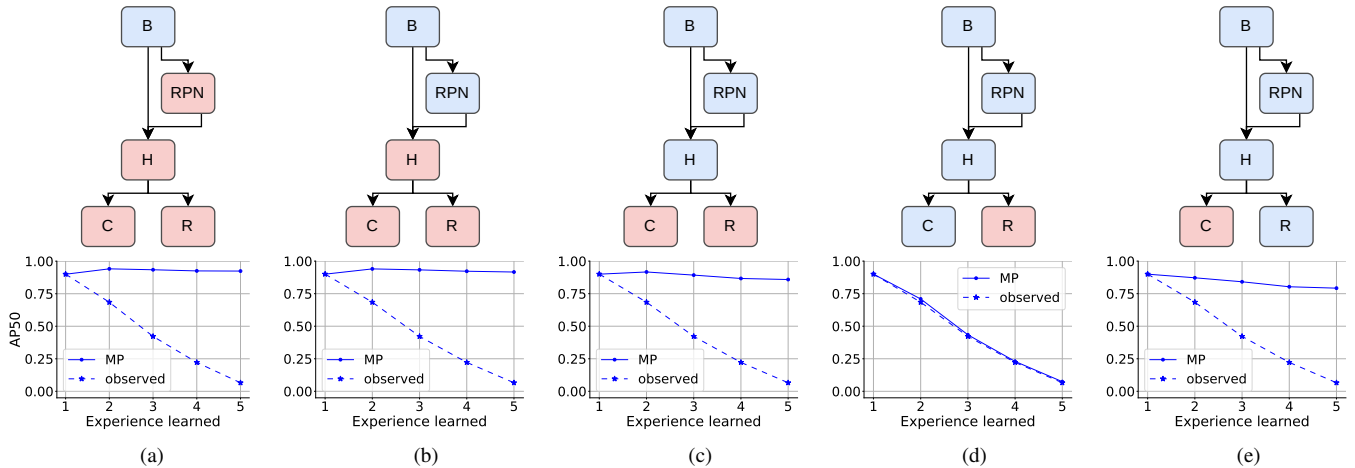 B
RPN
H
C
R
1.00
0.75
0.50
0.25
0.00
AP50
MP
observed
1 2 3 4 5
Experience learned
(a)
B
RPN
H
C
R
1.00
0.75
0.50
0.25
0.00
MP
observed
1 2 3 4 5
Experience learned
(b)
B
RPN
H
C
R
1.00
0.75
0.50
0.25
0.00
MP
observed
1 2 3 4 5
Experience learned
(c)
B
RPN
H
C
R
1.00
0.75
0.50
0.25
0.00
MP
observed
1 2 3 4 5
Experience learned
(d)
B
RPN
H
C
R
1.00
0.75
0.50
0.25
0.00
MP
observed
1 2 3 4 5
Experience learned
(e)